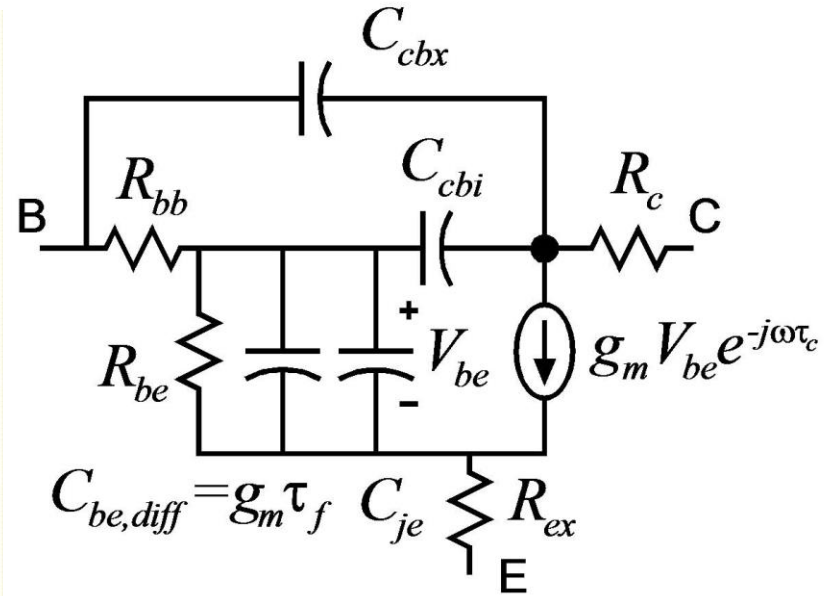 C_cbx
R_bb
C_cbi
R_c
B
C
+
R_be
V_be
g_m V_be e^-jωτ_c
−
C_be,diff = g_m τ_f
C_je
R_ex
E